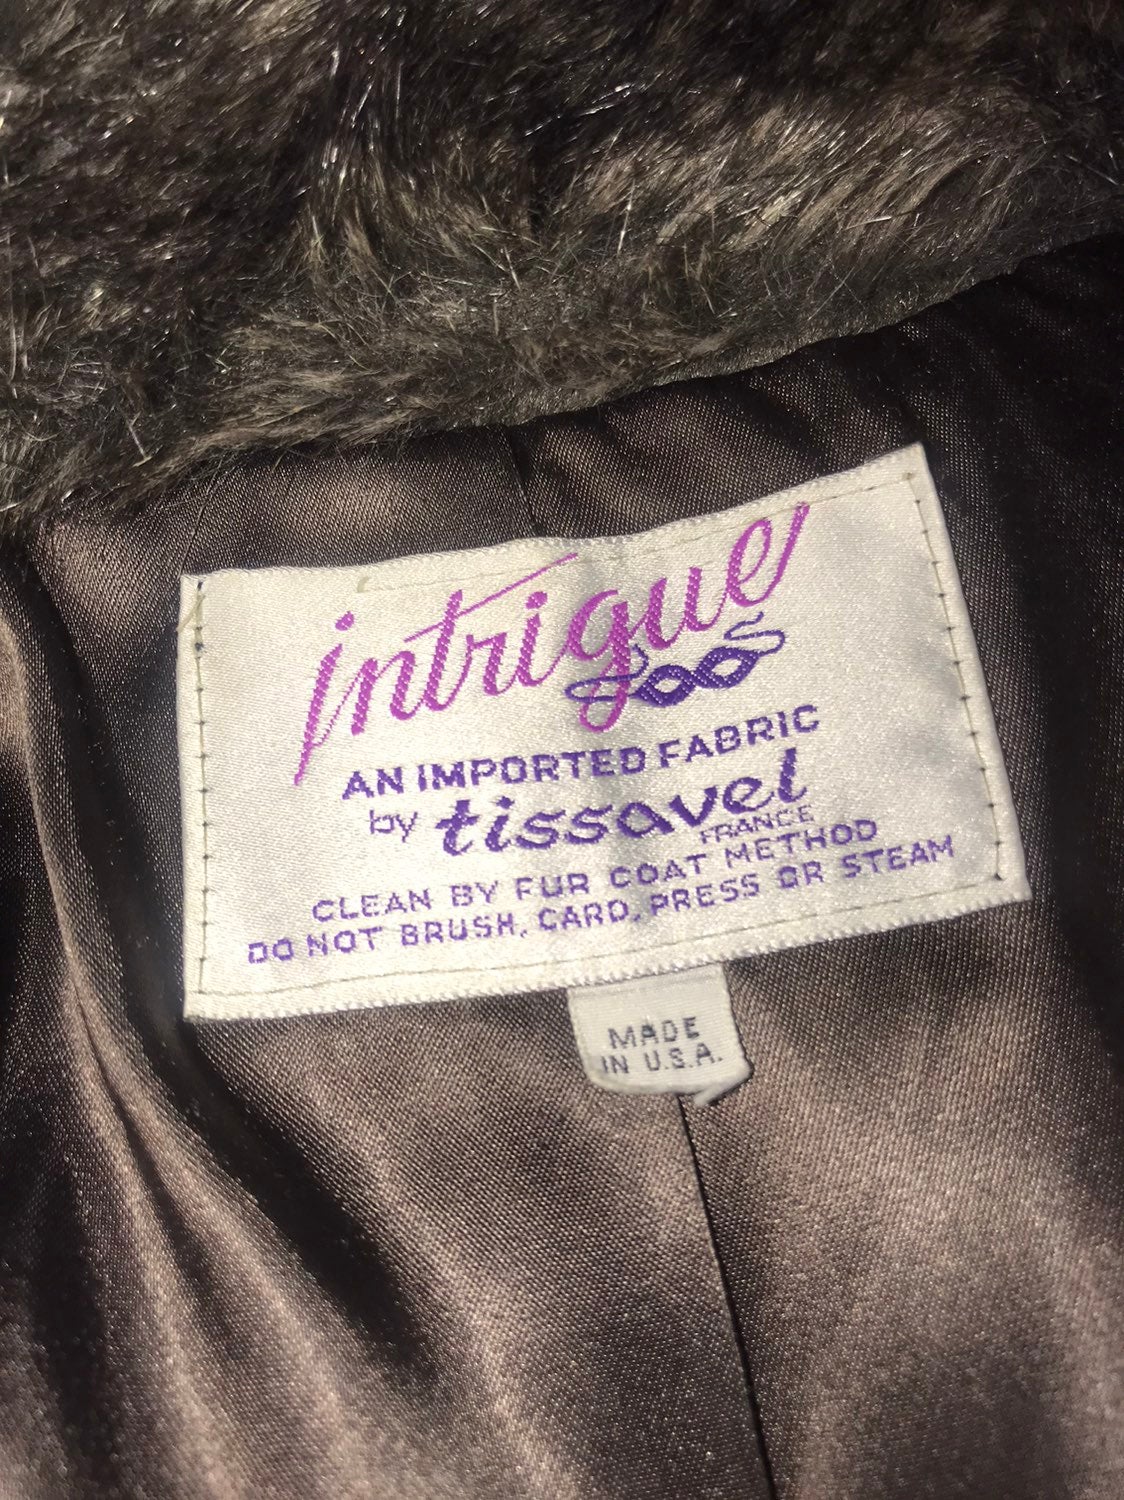 intrigue
AN IMPORTED FABRIC
by tissavel
FRANCE
CLEAN BY FUR COAT METHOD
DO NOT BRUSH, CARD, PRESS OR STEAM
MADE
IN U.S.A.